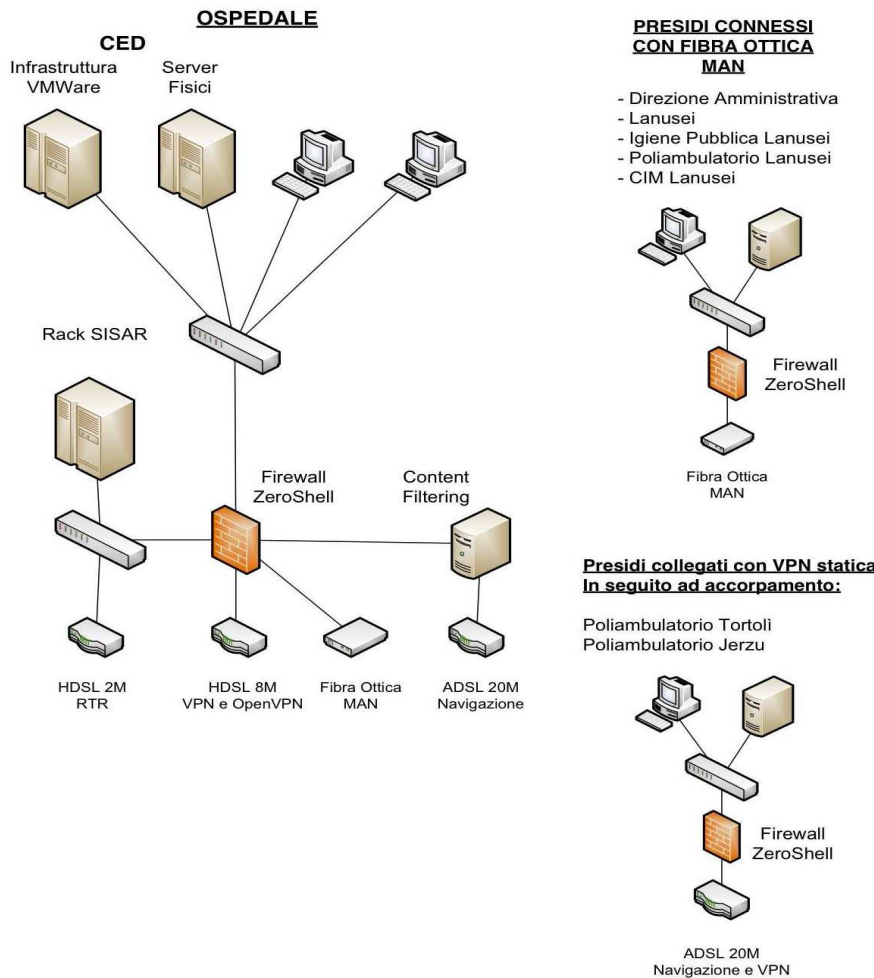 OSPEDALE
CED
Infrastruttura
VMWare
Server
Fisici
Rack SISAR
Firewall
ZeroShell
Content
Filtering
HDSL 2M
RTR
HDSL 8M
VPN e OpenVPN
Fibra Ottica
MAN
ADSL 20M
Navigazione
PRESIDI CONNESSI
CON FIBRA OTTICA
MAN
- Direzione Amministrativa
- Lanusei
- Igiene Pubblica Lanusei
- Poliambulatorio Lanusei
- CIM Lanusei
Firewall
ZeroShell
Fibra Ottica
MAN
Presidi collegati con VPN statica
In seguito ad accorpamento:
Poliambulatorio Tortolì
Poliambulatorio Jerzu
Firewall
ZeroShell
ADSL 20M
Navigazione e VPN